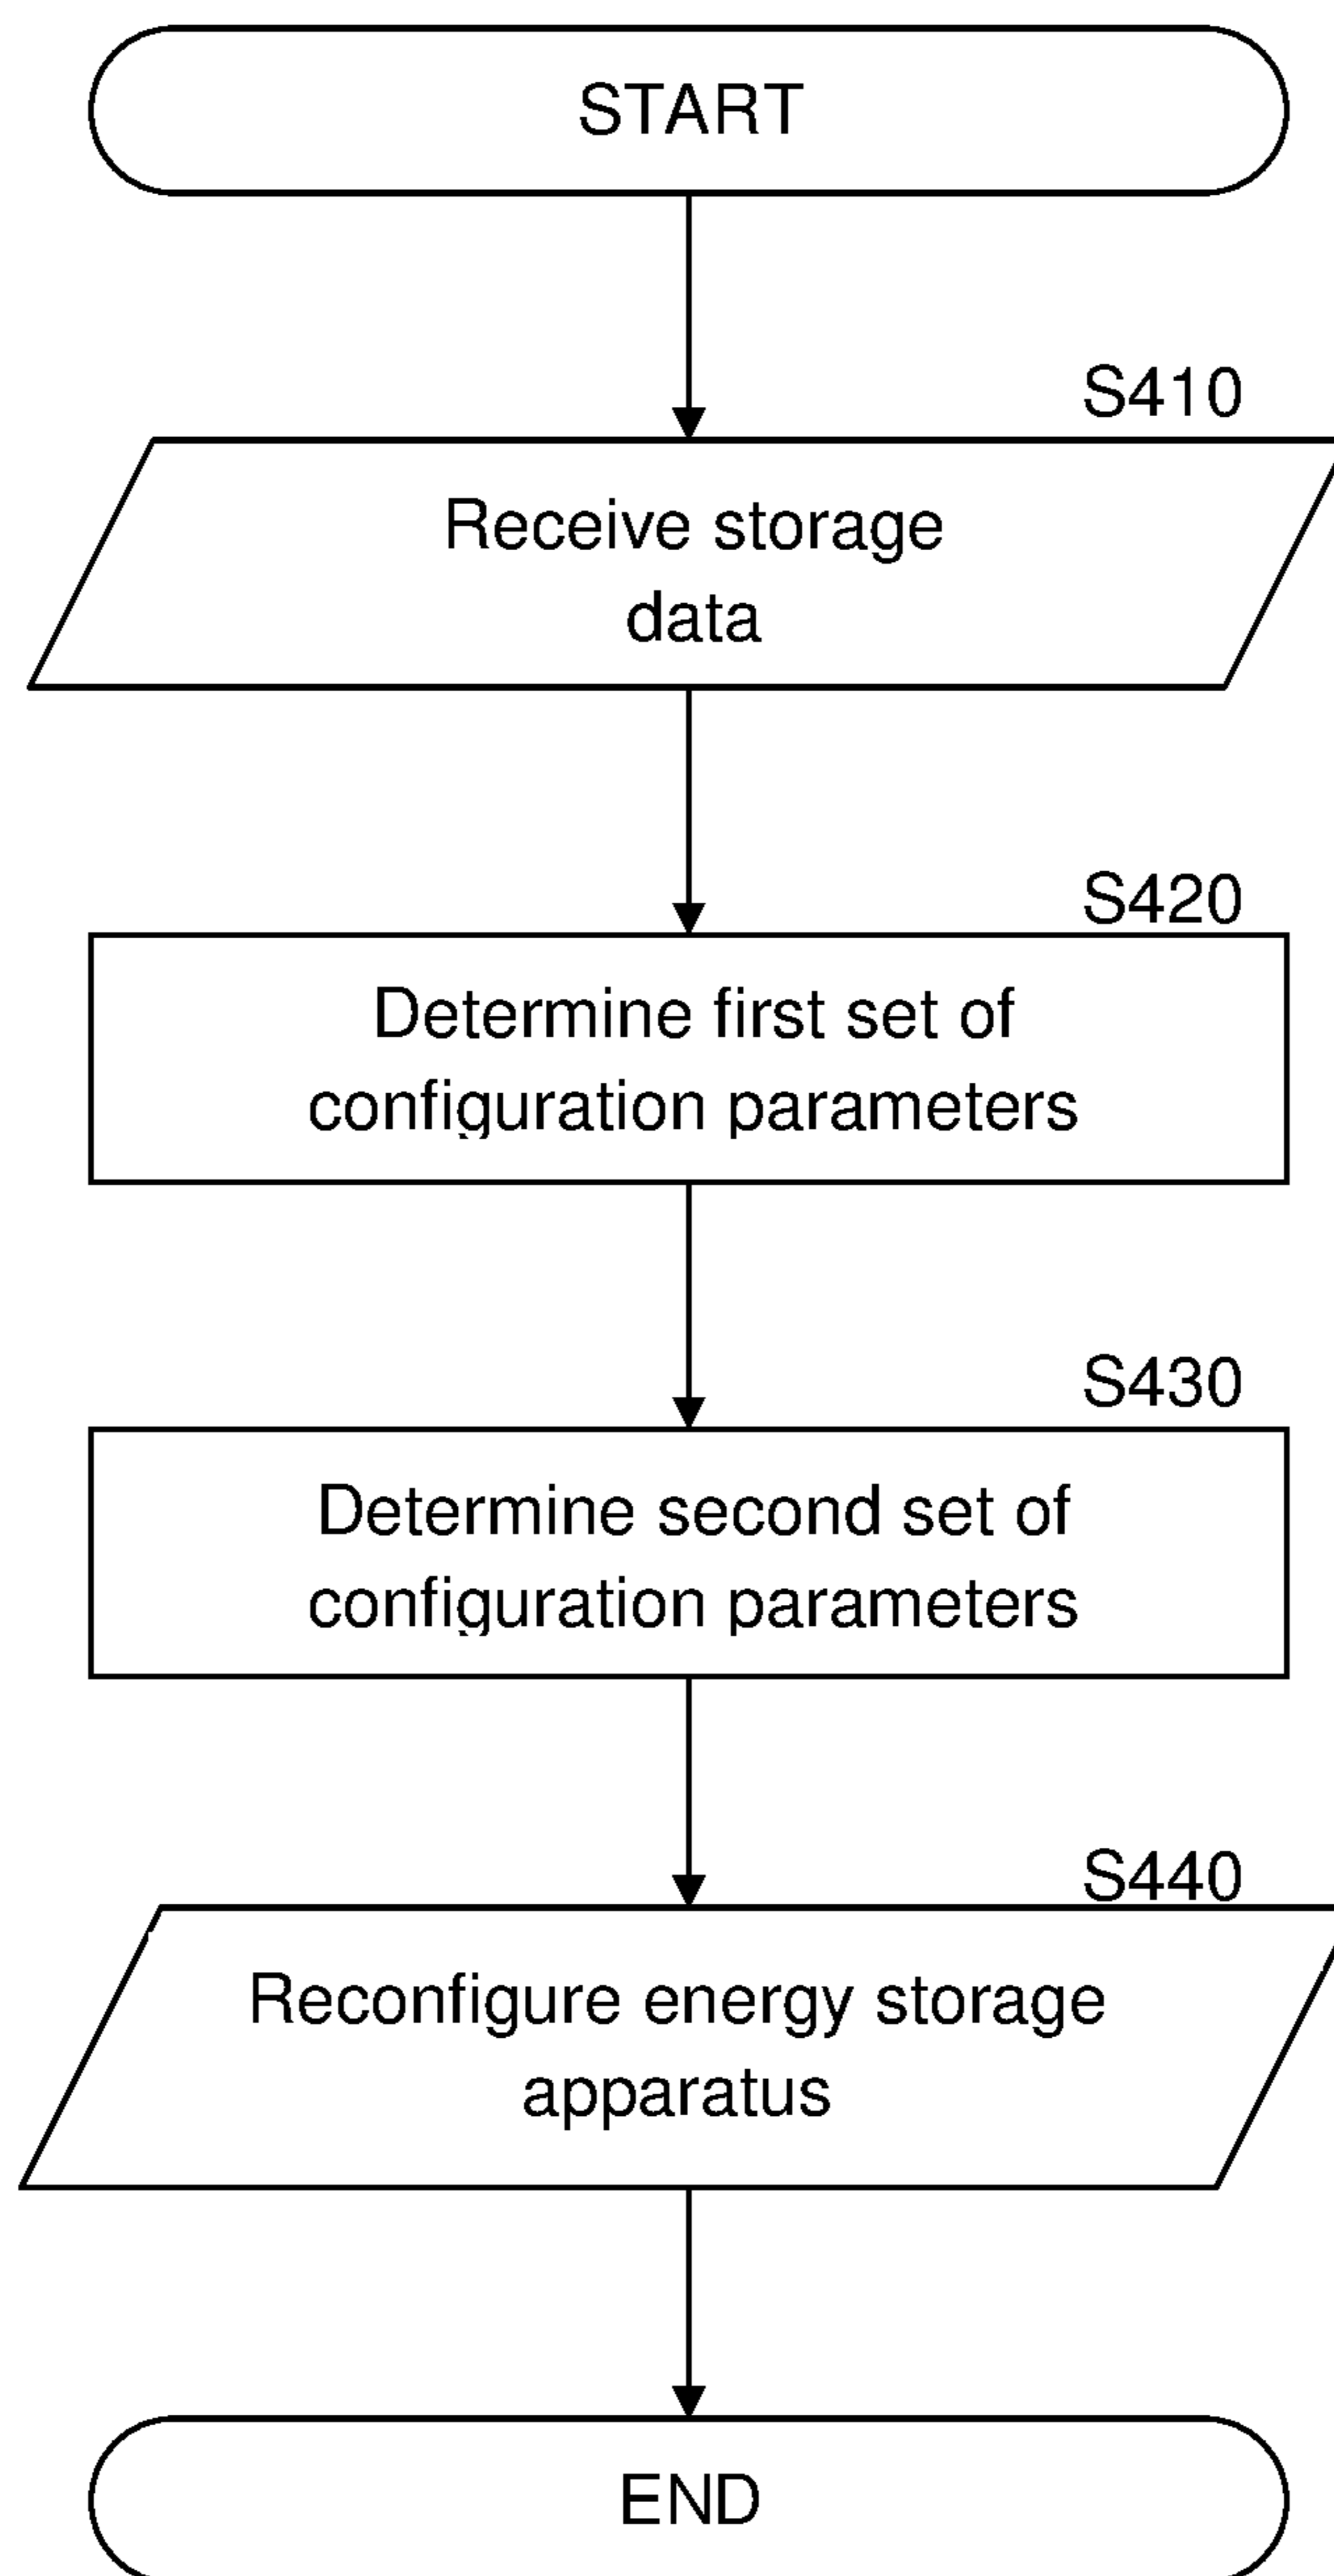 START
S410
Receive storage
data
S420
Determine first set of
configuration parameters
S430
Determine second set of
configuration parameters
S440
Reconfigure energy storage
apparatus
END